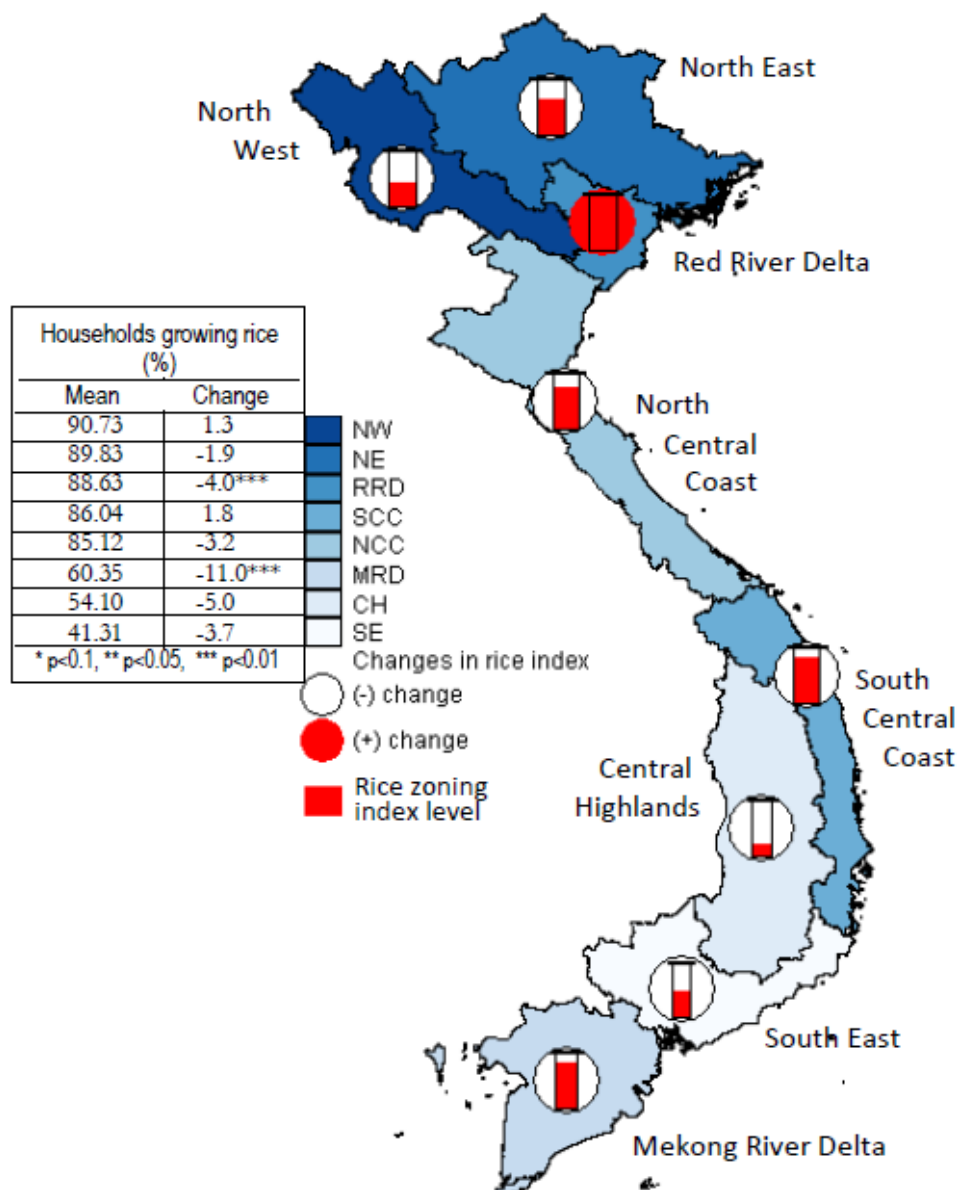 North East
North
West
Red River Delta
Households growing rice
(%)
Mean Change
90.73 1.3 NW
89.83 -1.9 NE
88.63 -4.0*** RRD
86.04 1.8 SCC
85.12 -3.2 NCC
60.35 -11.0*** MRD
54.10 -5.0 CH
41.31 -3.7 SE
* p<0.1, ** p<0.05, *** p<0.01
Changes in rice index
(-) change
(+) change
Rice zoning
index level
North
Central
Coast
South
Central
Coast
Central
Highlands
South East
Mekong River Delta